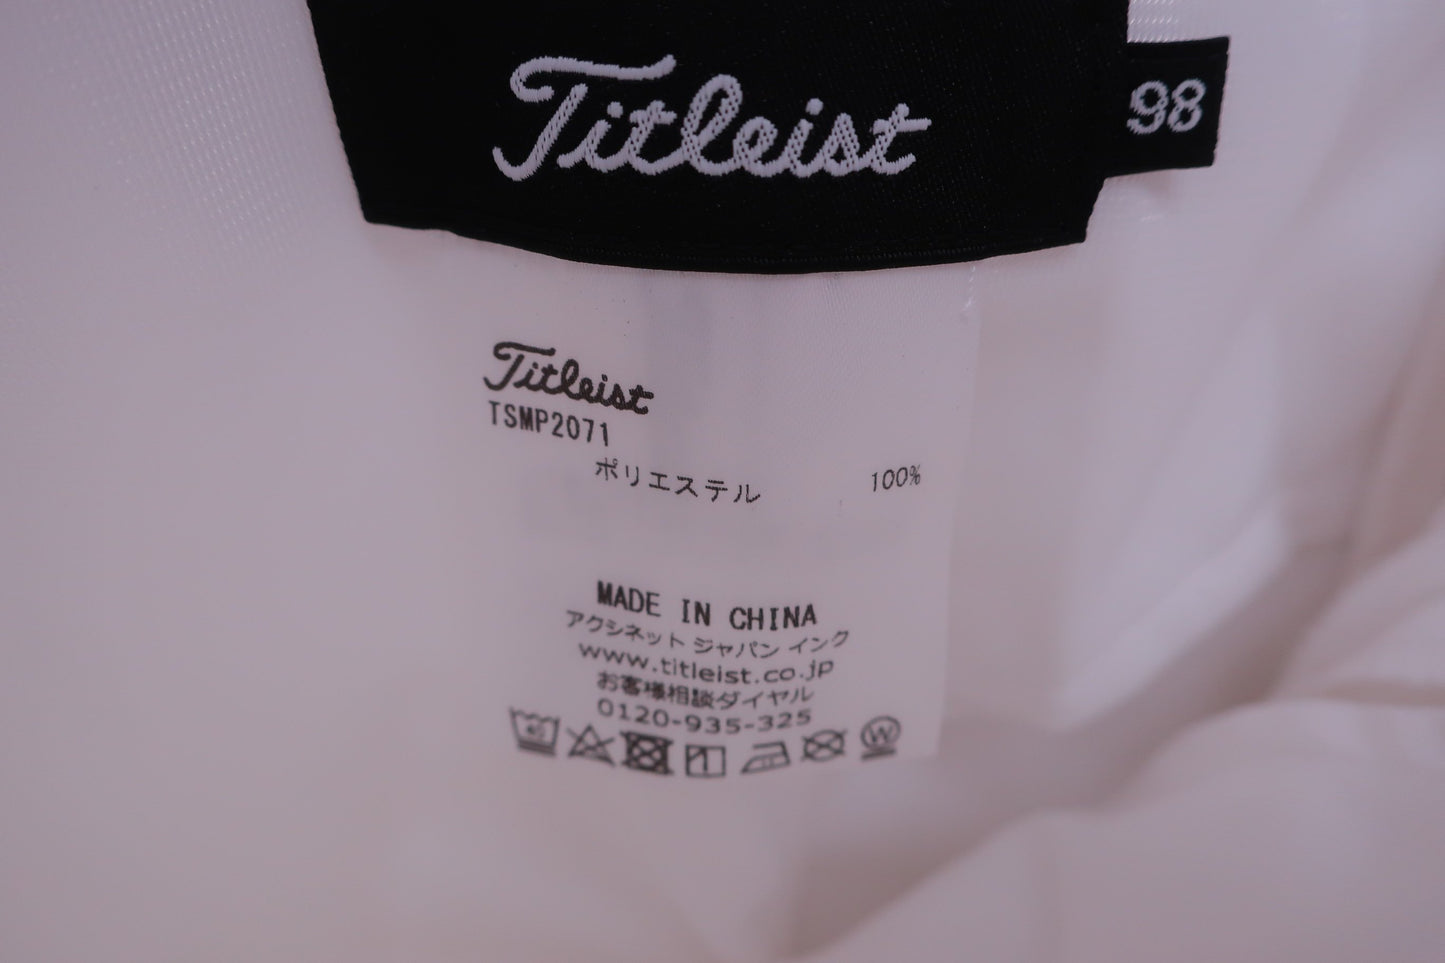 Titleist
98
Titleist
TSMP2071
ポリエステル 100%
MADE IN CHINA
アクシネット ジャパン インク
www.titleist.co.jp
お客様相談ダイヤル
0120-935-325
W